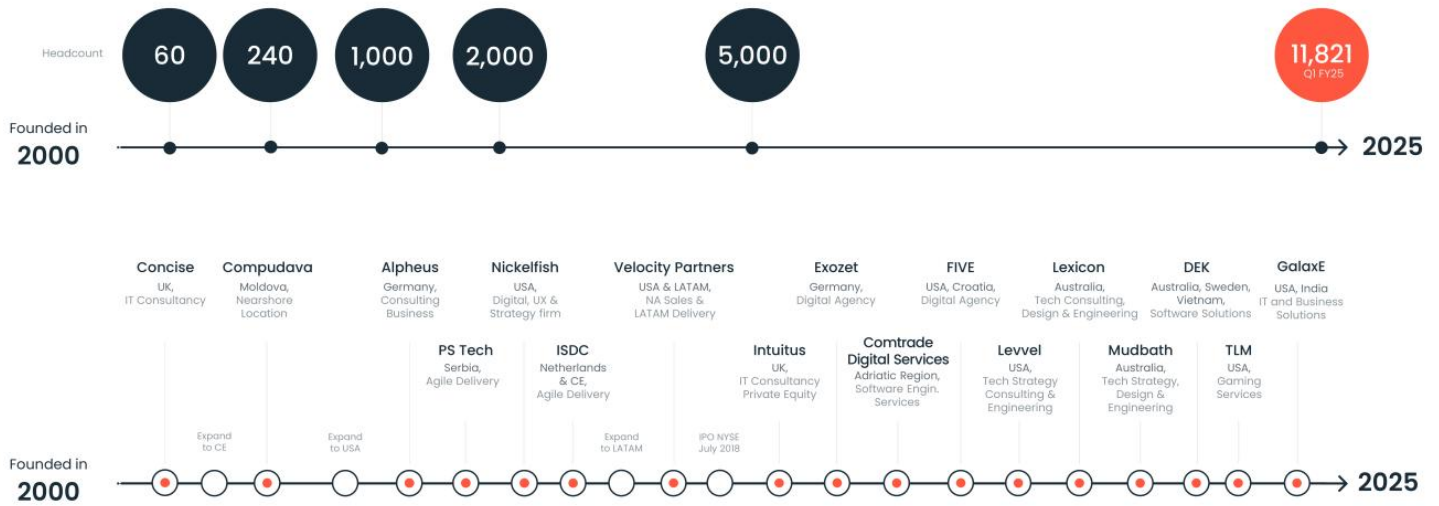 Headcount
60
240
1,000
2,000
5,000
11,821
Q1 FY25
Founded in
2000
2025
Concise
UK,
IT Consultancy
Compudava
Moldova,
Nearshore
Location
Alpheus
Germany,
Consulting
Business
Nickelfish
USA,
Digital, UX &
Strategy firm
Velocity Partners
USA & LATAM,
NA Sales &
LATAM Delivery
Exozet
Germany,
Digital Agency
FIVE
USA, Croatia,
Digital Agency
Lexicon
Australia,
Tech Consulting,
Design & Engineering
DEK
Australia, Sweden,
Vietnam,
Software Solutions
GalaxE
USA, India
IT and Business
Solutions
PS Tech
Serbia,
Agile Delivery
ISDC
Netherlands
& CE,
Agile Delivery
Intuitus
UK,
IT Consultancy
Private Equity
Comtrade
Digital Services
Adriatic Region,
Software Engin.
Services
Levvel
USA,
Tech Strategy
Consulting &
Engineering
Mudbath
Australia,
Tech Strategy,
Design &
Engineering
TLM
USA,
Gaming
Services
Expand
to CE
Expand
to USA
Expand
to LATAM
IPO NYSE
July 2018
Founded in
2000
2025